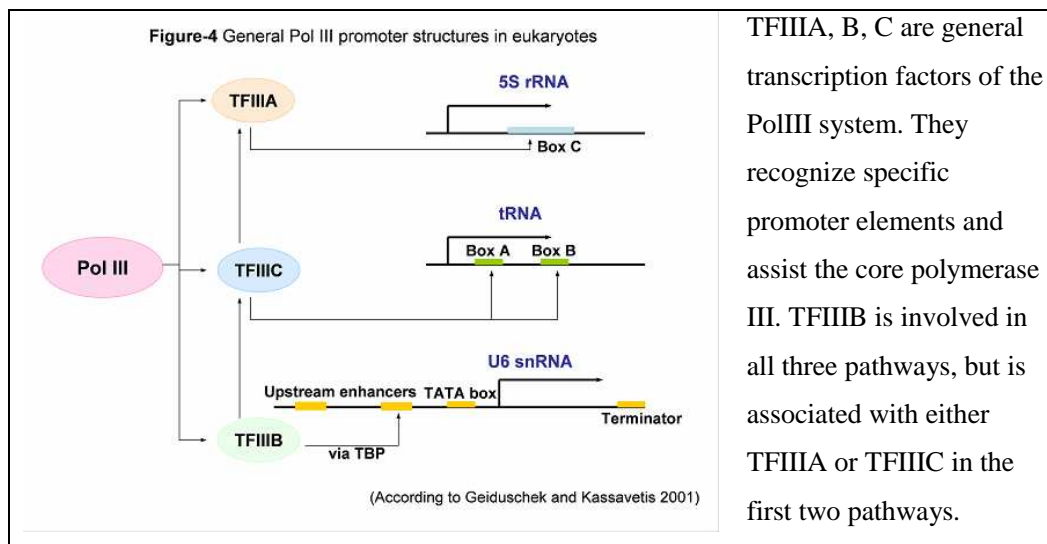 Figure-4 General Pol III promoter structures in eukaryotes
TFIIIA
5S rRNA
Box C
tRNA
Box A Box B
Pol III
TFIIIC
U6 snRNA
Upstream enhancers TATA box
Terminator
TFIIIB
via TBP
(According to Geiduschek and Kassavetis 2001)
TFIIIA, B, C are general
transcription factors of the
PolIII system. They
recognize specific
promoter elements and
assist the core polymerase
III. TFIIIB is involved in
all three pathways, but is
associated with either
TFIIIA or TFIIIC in the
first two pathways.